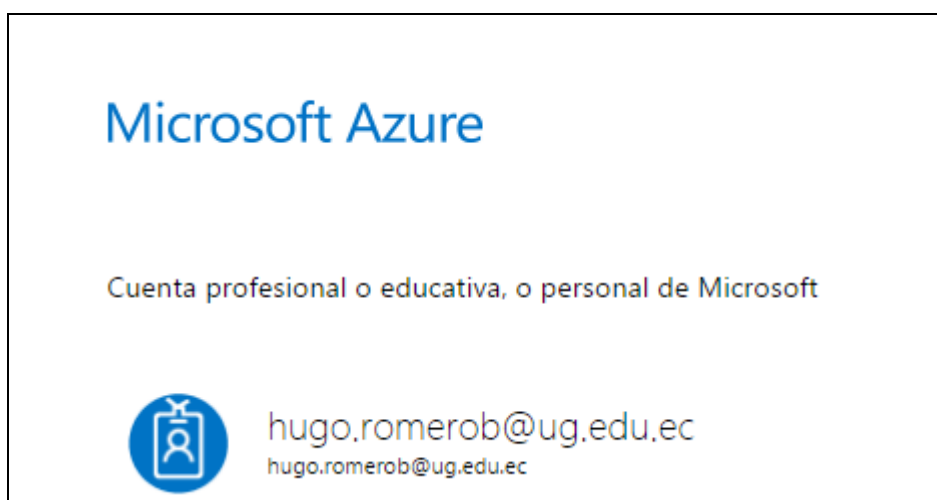 Microsoft Azure
Cuenta profesional o educativa, o personal de Microsoft
hugo.romerob@ug.edu.ec
hugo.romerob@ug.edu.ec